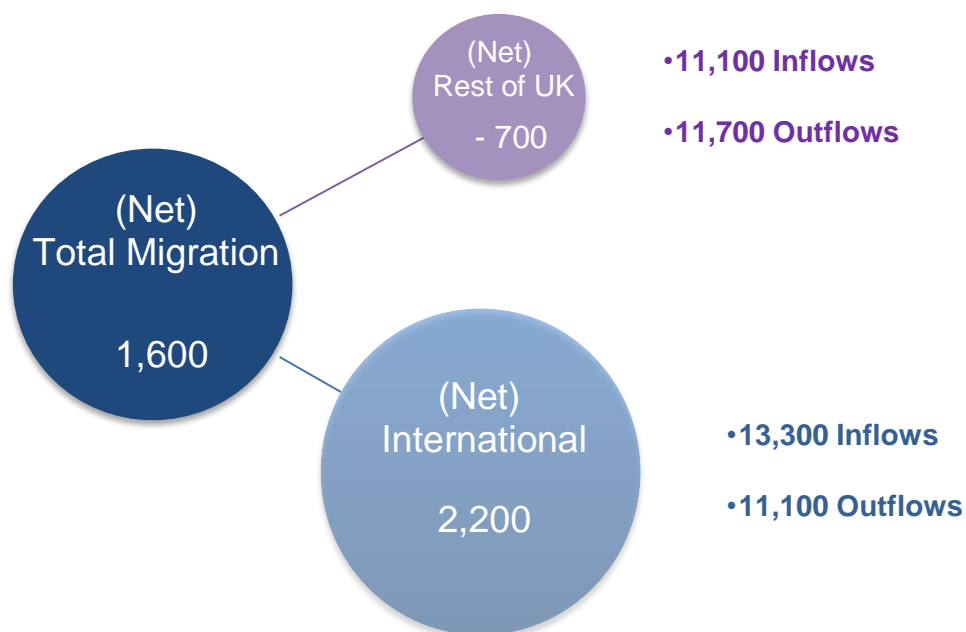 (Net)
Rest of UK
- 700
•11,100 Inflows
•11,700 Outflows
(Net)
Total Migration
1,600
(Net)
International
2,200
•13,300 Inflows
•11,100 Outflows